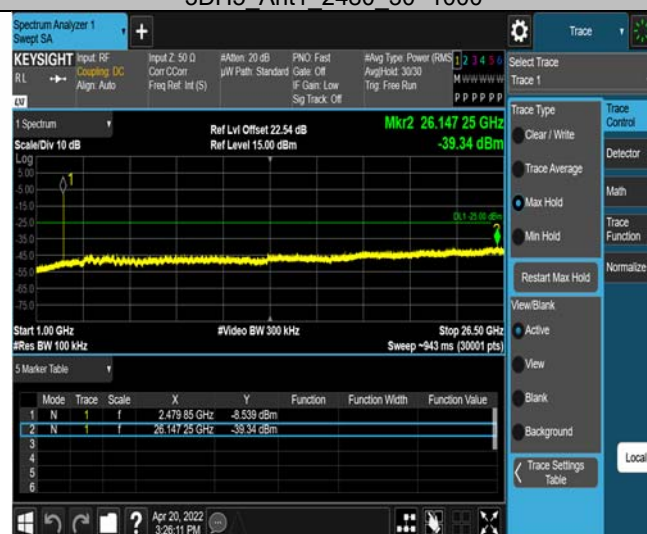 3DH5_Ant1_2480_30~1000
Spectrum Analyzer 1
Swept SA
Trace
KEYSIGHT
RL
Input: RF
Coupling: DC
Align: Auto
Input Z: 50 Ω
Corr CCorr
Freq Ref: Int (S)
#Atten: 20 dB
µW Path: Standard
PNO: Fast
Gate: Off
IF Gain: Low
Sig Track: Off
#Avg Type: Power (RMS
Avg|Hold: 30/30
Trig: Free Run
1 2 3 4 5 6
M w w w w w
P P P P P P
LXI
1 Spectrum
Scale/Div 10 dB
Ref Lvl Offset 22.54 dB
Ref Level 15.00 dBm
Mkr2 26.147 25 GHz
-39.34 dBm
Log
5.00
-5.00
-15.0
-25.0
-35.0
-45.0
-55.0
-65.0
-75.0
1
DL1 -25.00 dBm
2
Start 1.00 GHz
#Res BW 100 kHz
#Video BW 300 kHz
Stop 26.50 GHz
Sweep ~943 ms (30001 pts)
5 Marker Table
Mode Trace Scale X Y Function Function Width Function Value
1 N 1 f 2.479 85 GHz -8.539 dBm
2 N 1 f 26.147 25 GHz -39.34 dBm
3
4
5
6
Apr 20, 2022
3:26:11 PM
Select Trace
Trace 1
Trace Type
Clear / Write
Trace Average
Max Hold
Min Hold
Restart Max Hold
View/Blank
Active
View
Blank
Background
Trace Settings
Table
Trace
Control
Detector
Math
Trace
Function
Normalize
Local